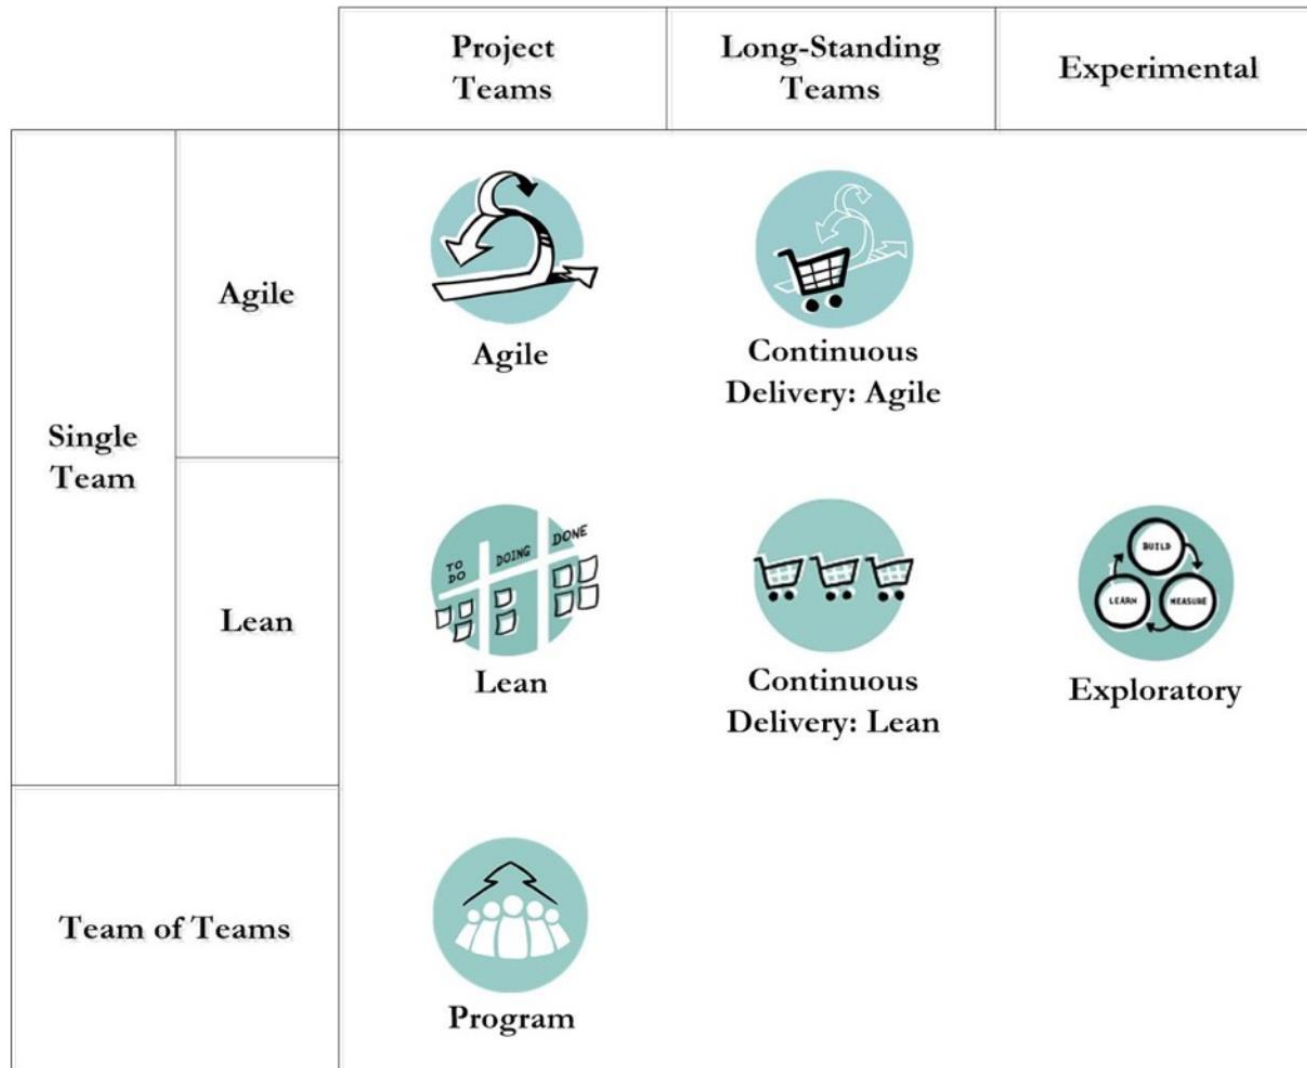 Project
Teams
Long-Standing
Teams
Experimental
Single
Team
Agile
Agile
Continuous
Delivery: Agile
Lean
TO
DO
DOING
DONE
Lean
Continuous
Delivery: Lean
BUILD
LEARN
MEASURE
Exploratory
Team of Teams
Program